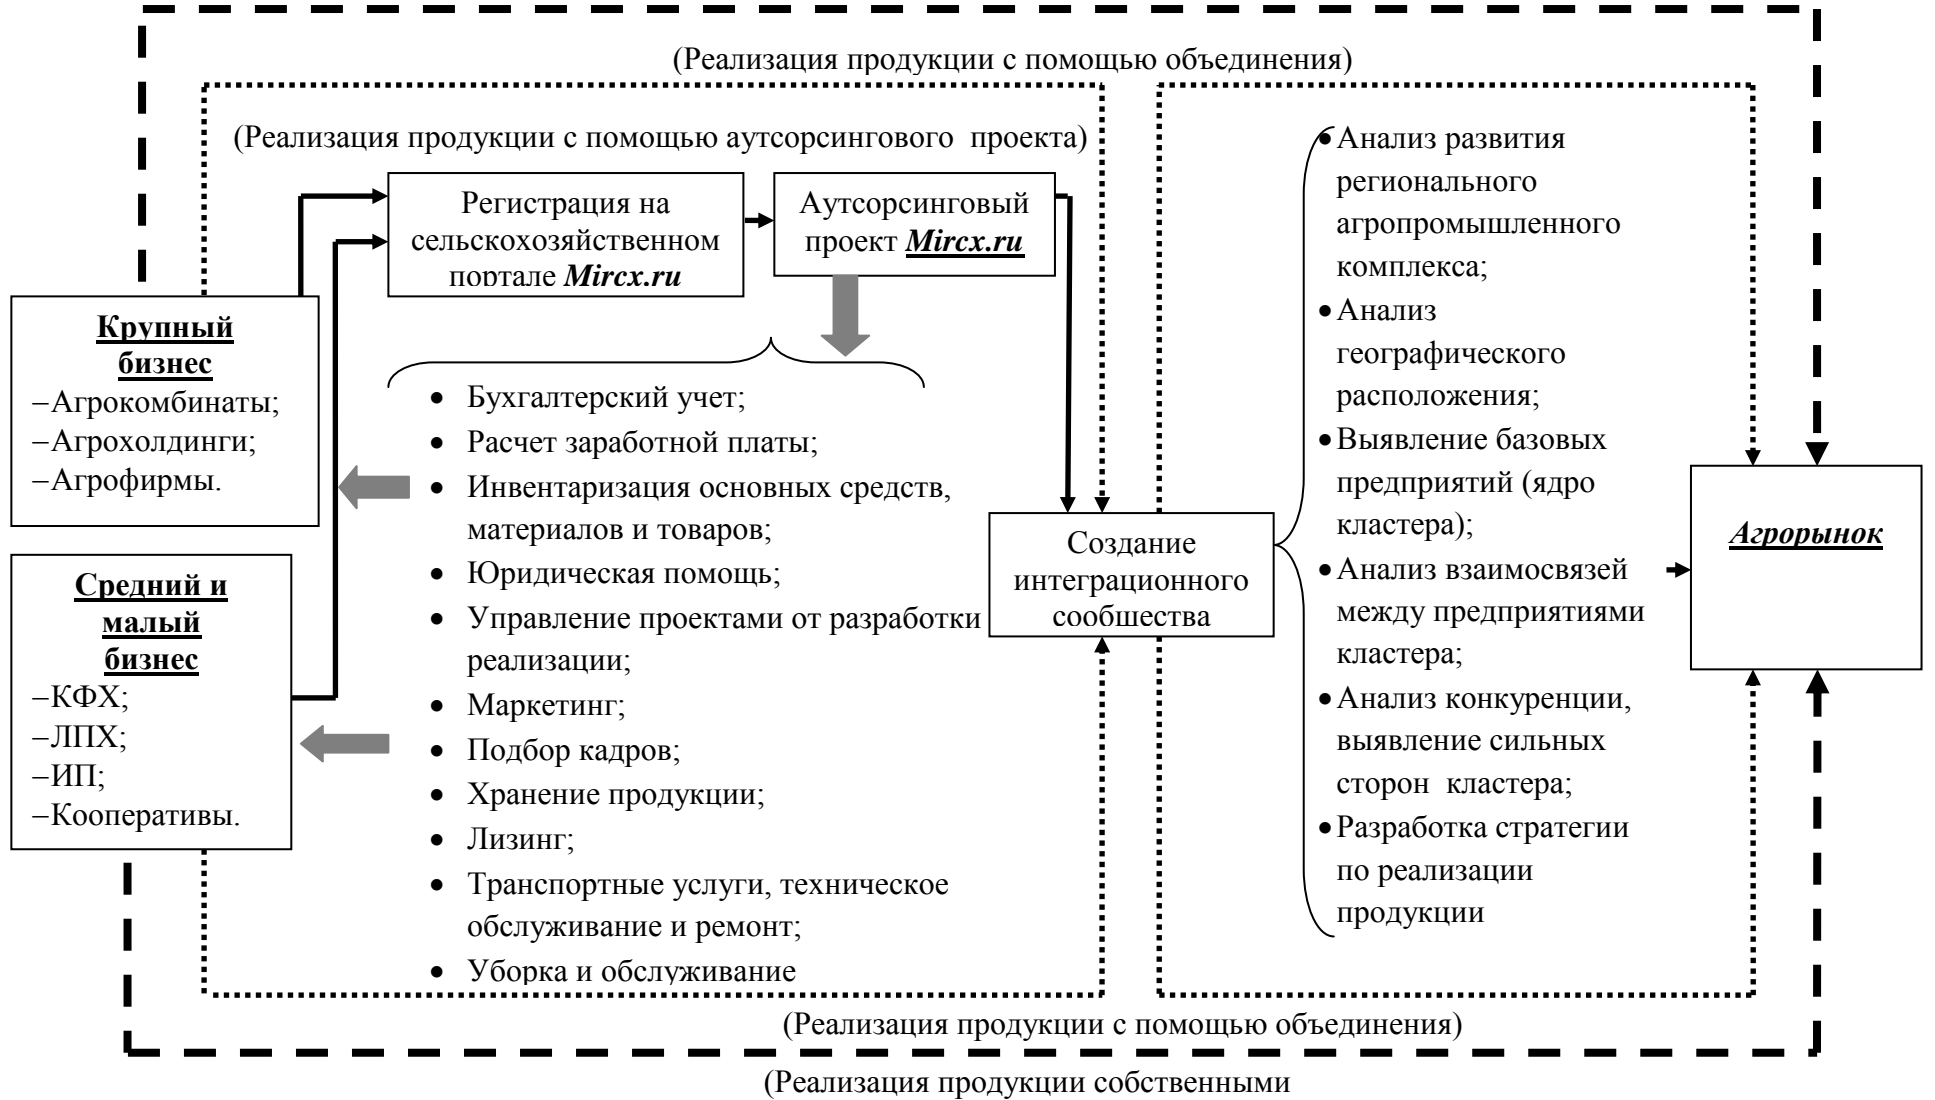 (Реализация продукции с помощью объединения)
(Реализация продукции с помощью аутсорсингового проекта)
Регистрация на
сельскохозяйственном
портале Mircx.ru
Аутсорсинговый
проект Mircx.ru
Крупный
бизнес
–Агрокомбинаты;
–Агрохолдинги;
–Агрофирмы.
Средний и
малый
бизнес
–КФХ;
–ЛПХ;
–ИП;
–Кооперативы.
• Бухгалтерский учет;
• Расчет заработной платы;
• Инвентаризация основных средств,
материалов и товаров;
• Юридическая помощь;
• Управление проектами от разработки
реализации;
• Маркетинг;
• Подбор кадров;
• Хранение продукции;
• Лизинг;
• Транспортные услуги, техническое
обслуживание и ремонт;
• Уборка и обслуживание
Создание
интеграционного
сообщества
• Анализ развития
регионального
агропромышленного
комплекса;
• Анализ
географического
расположения;
• Выявление базовых
предприятий (ядро
кластера);
• Анализ взаимосвязей
между предприятиями
кластера;
• Анализ конкуренции,
выявление сильных
сторон кластера;
• Разработка стратегии
по реализации
продукции
Агрорынок
(Реализация продукции с помощью объединения)
(Реализация продукции собственными